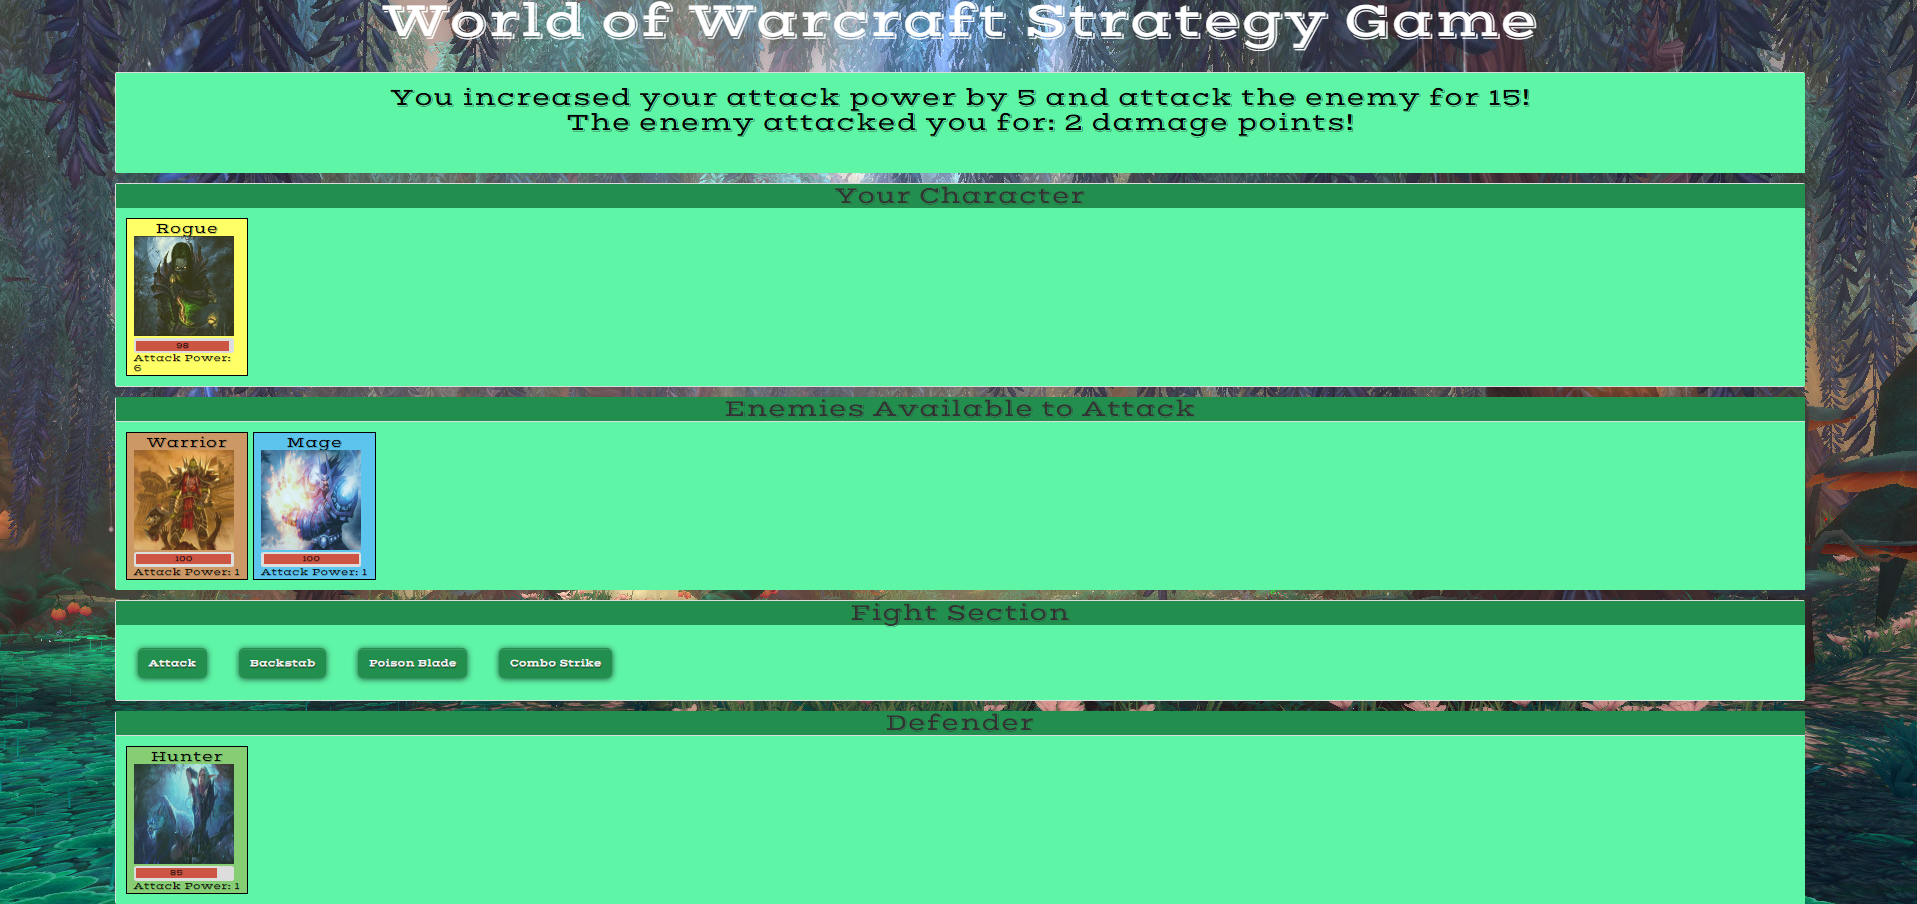 World of Warcraft Strategy Game
You increased your attack power by 5 and attack the enemy for 15!
The enemy attacked you for: 2 damage points!
Your Character
Rogue
98
Attack Power:
6
Enemies Available to Attack
Warrior
100
Attack Power: 1
Mage
100
Attack Power: 1
Fight Section
Attack
Backstab
Poison Blade
Combo Strike
Defender
Hunter
85
Attack Power: 1